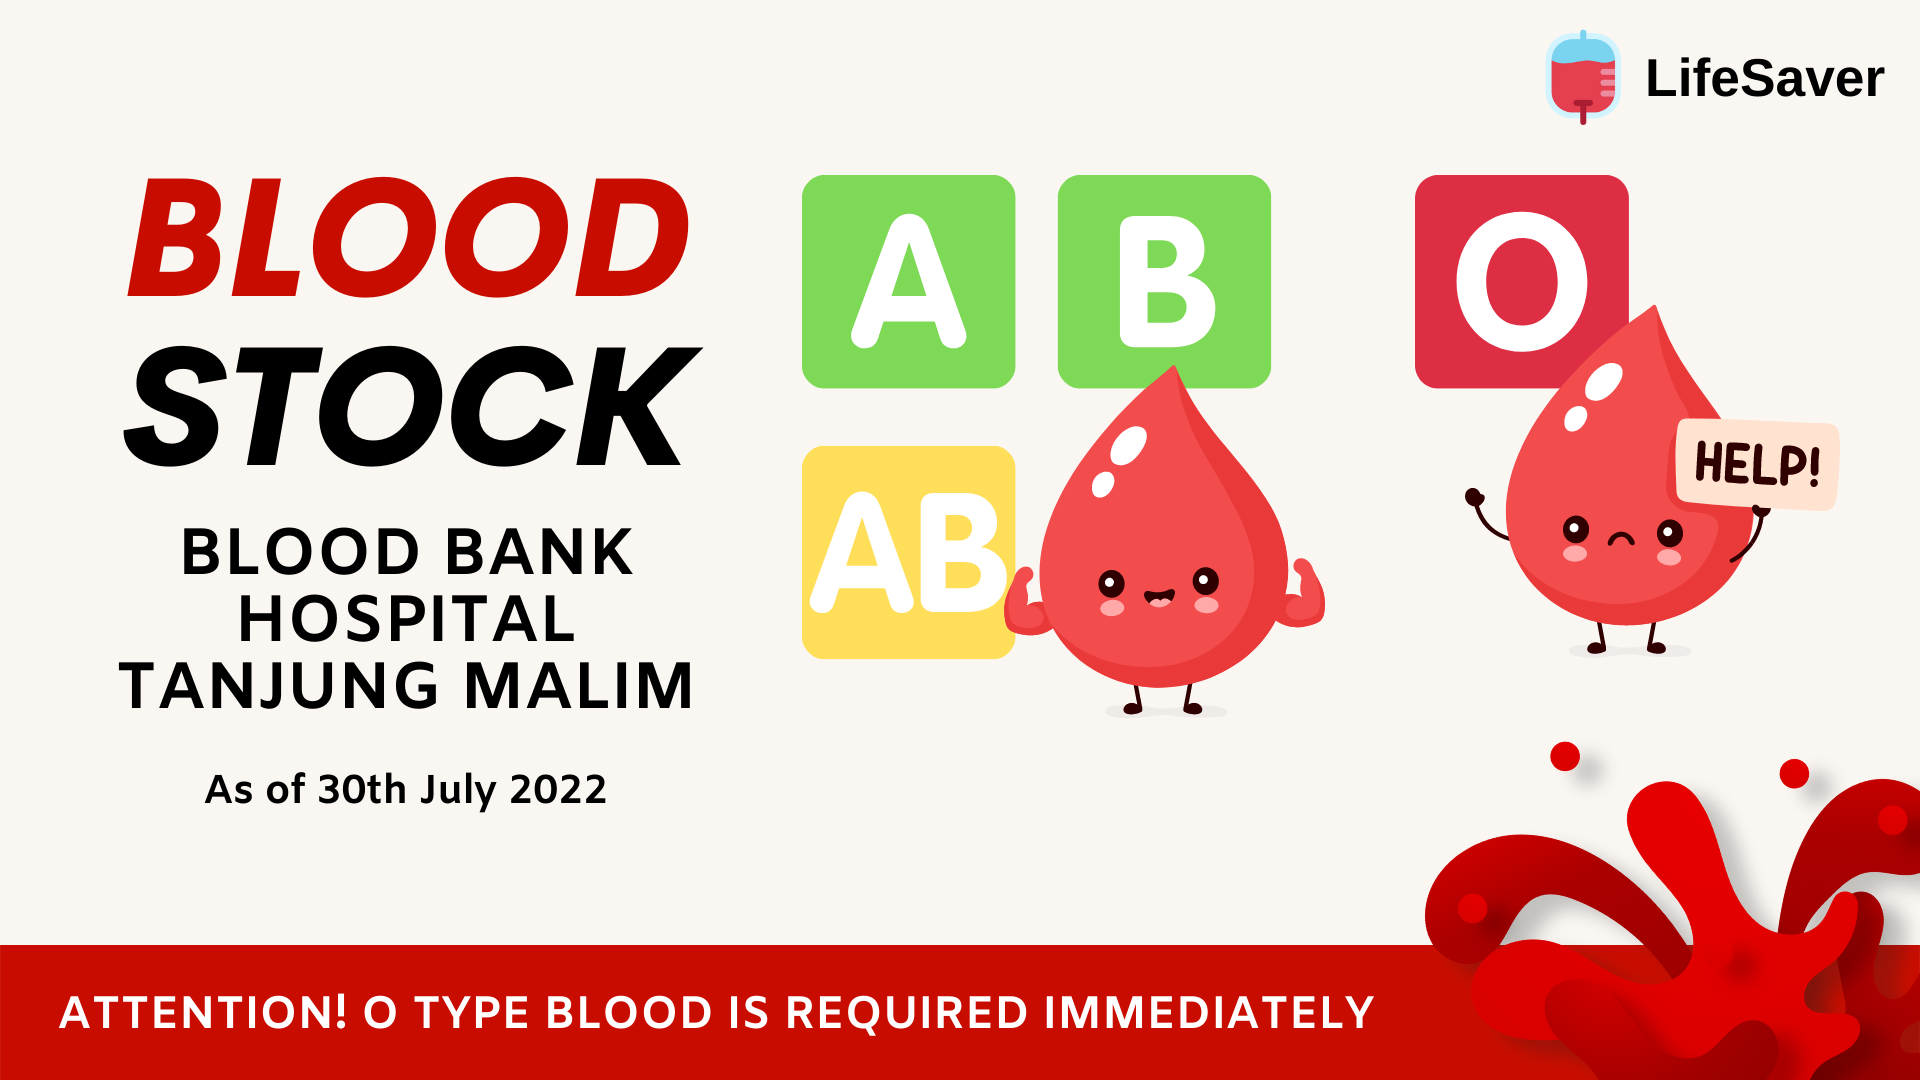 LifeSaver
BLOOD
STOCK
BLOOD BANK
HOSPITAL
TANJUNG MALIM
As of 30th July 2022
A
B
O
AB
HELP!
ATTENTION! O TYPE BLOOD IS REQUIRED IMMEDIATELY